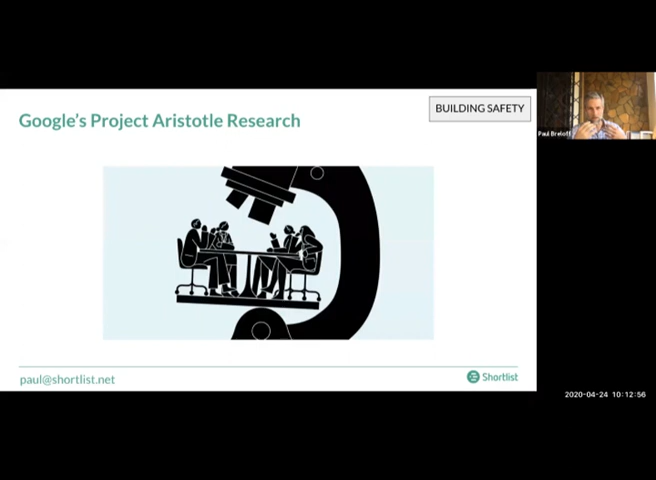 BUILDING SAFETY
Google's Project Aristotle Research
Paul Breloff
paul@shortlist.net
Shortlist
2020-04-24 10:12:56